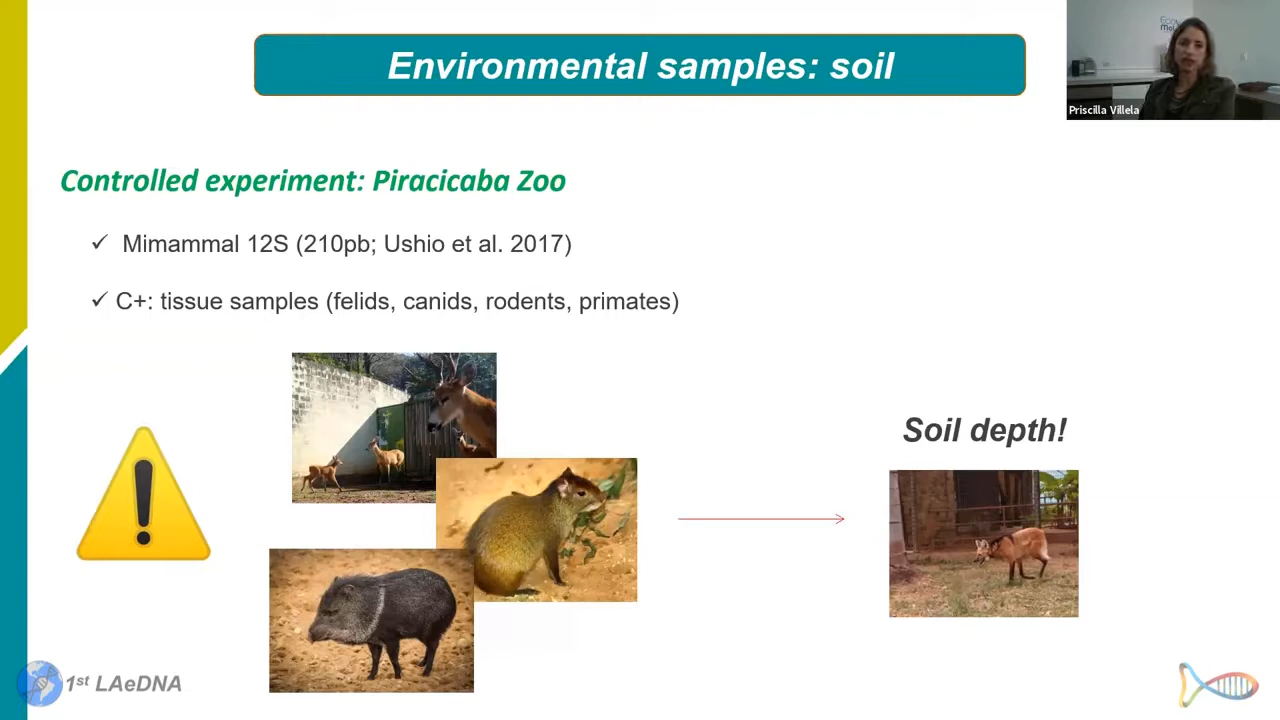 Environmental samples: soil
Priscilla Villela
Controlled experiment: Piracicaba Zoo
✓ Mimammal 12S (210pb; Ushio et al. 2017)
✓ C+: tissue samples (felids, canids, rodents, primates)
Soil depth!
1st LAeDNA